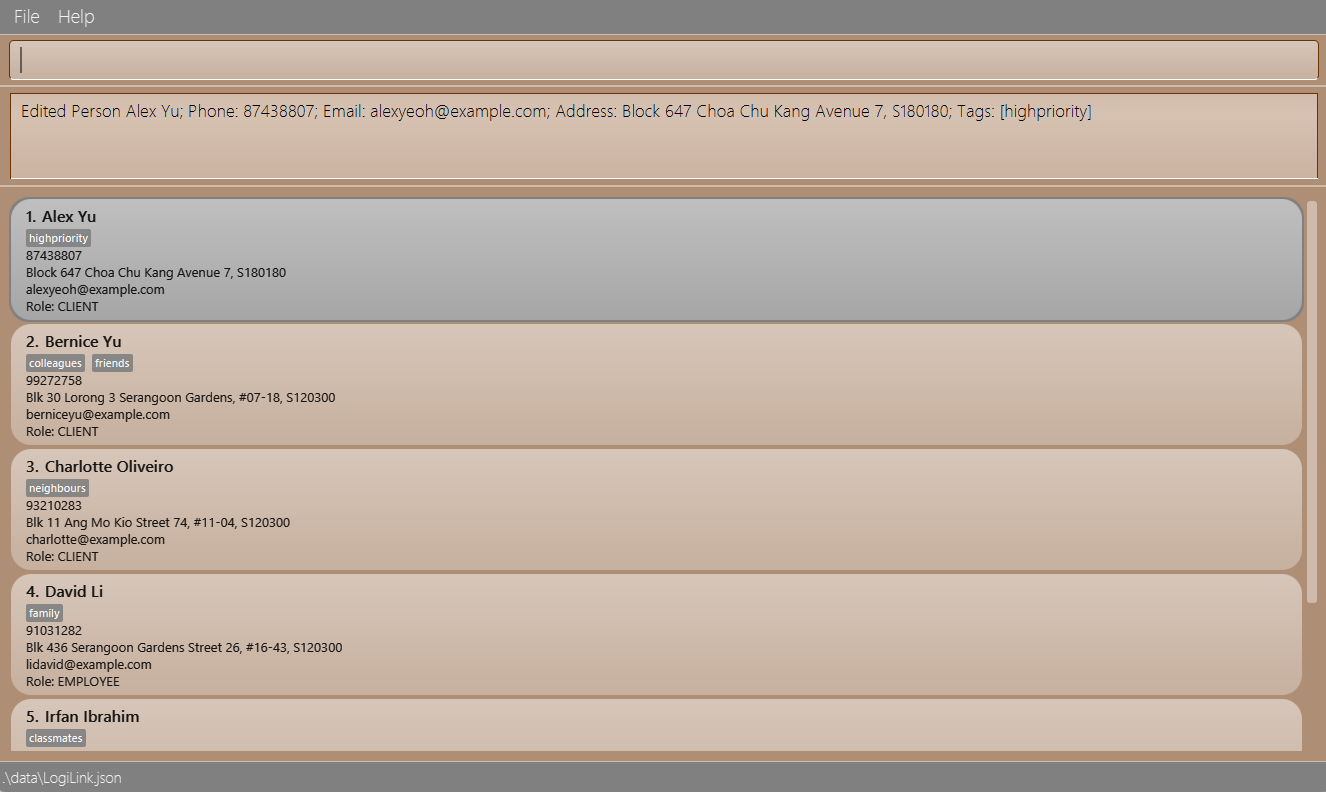 File Help
Edited Person Alex Yu; Phone: 87438807; Email: alexyeoh@example.com; Address: Block 647 Choa Chu Kang Avenue 7, S180180; Tags: [highpriority]
1. Alex Yu
highpriority
87438807
Block 647 Choa Chu Kang Avenue 7, S180180
alexyeoh@example.com
Role: CLIENT
2. Bernice Yu
colleagues friends
99272758
Blk 30 Lorong 3 Serangoon Gardens, #07-18, S120300
berniceyu@example.com
Role: CLIENT
3. Charlotte Oliveiro
neighbours
93210283
Blk 11 Ang Mo Kio Street 74, #11-04, S120300
charlotte@example.com
Role: CLIENT
4. David Li
family
91031282
Blk 436 Serangoon Gardens Street 26, #16-43, S120300
lidavid@example.com
Role: EMPLOYEE
5. Irfan Ibrahim
classmates
.\data\LogiLink.json